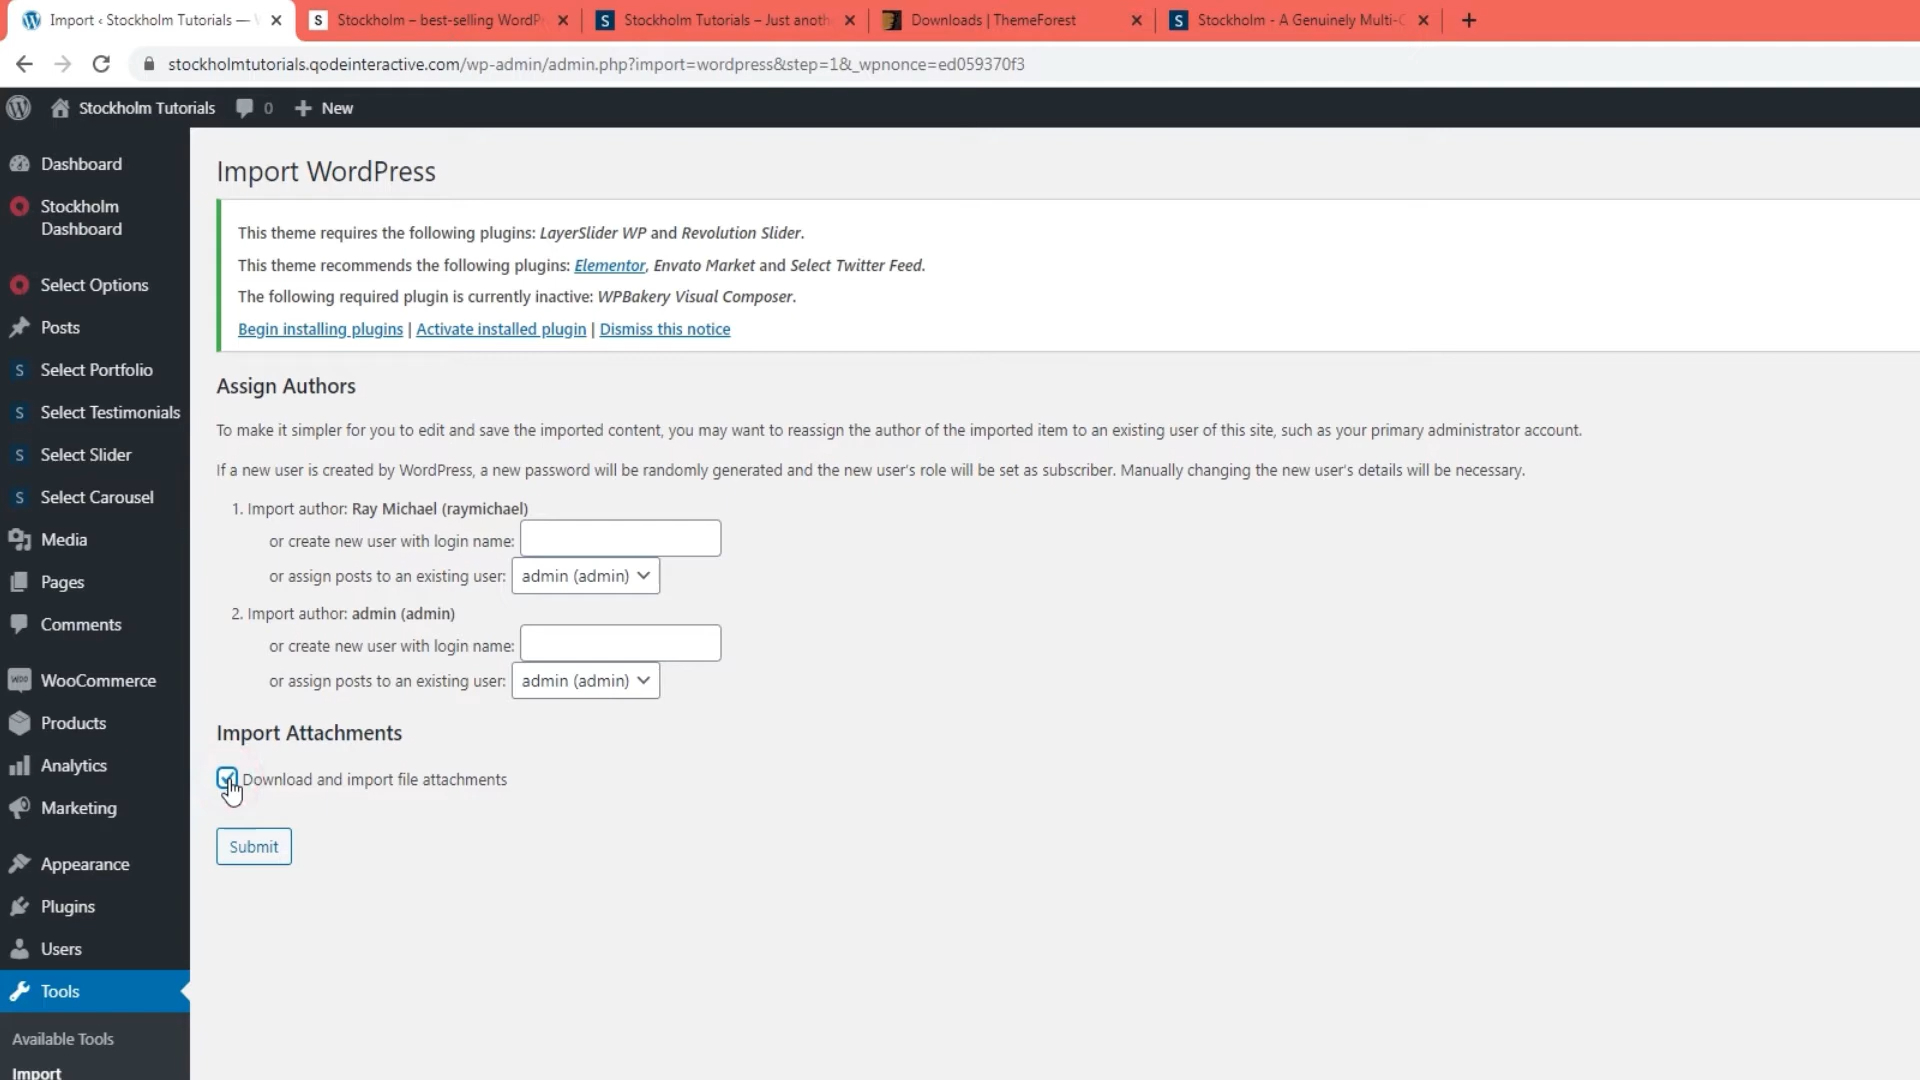 Import ‹ Stockholm Tutorials —
Stockholm – best-selling WordPr
Stockholm Tutorials – Just anoth
Downloads | ThemeForest
Stockholm - A Genuinely Multi-C
stockholmtutorials.qodeinteractive.com/wp-admin/admin.php?import=wordpress&step=1&_wpnonce=ed059370f3
Stockholm Tutorials 0 New
Dashboard
Stockholm
Dashboard
Select Options
Posts
Select Portfolio
Select Testimonials
Select Slider
Select Carousel
Media
Pages
Comments
WooCommerce
Products
Analytics
Marketing
Appearance
Plugins
Users
Tools
Available Tools
Import
Import WordPress
This theme requires the following plugins: LayerSlider WP and Revolution Slider.
This theme recommends the following plugins: Elementor, Envato Market and Select Twitter Feed.
The following required plugin is currently inactive: WPBakery Visual Composer.
Begin installing plugins | Activate installed plugin | Dismiss this notice
Assign Authors
To make it simpler for you to edit and save the imported content, you may want to reassign the author of the imported item to an existing user of this site, such as your primary administrator account.
If a new user is created by WordPress, a new password will be randomly generated and the new user's role will be set as subscriber. Manually changing the new user's details will be necessary.
1. Import author: Ray Michael (raymichael)
or create new user with login name:
or assign posts to an existing user: admin (admin)
2. Import author: admin (admin)
or create new user with login name:
or assign posts to an existing user: admin (admin)
Import Attachments
Download and import file attachments
Submit